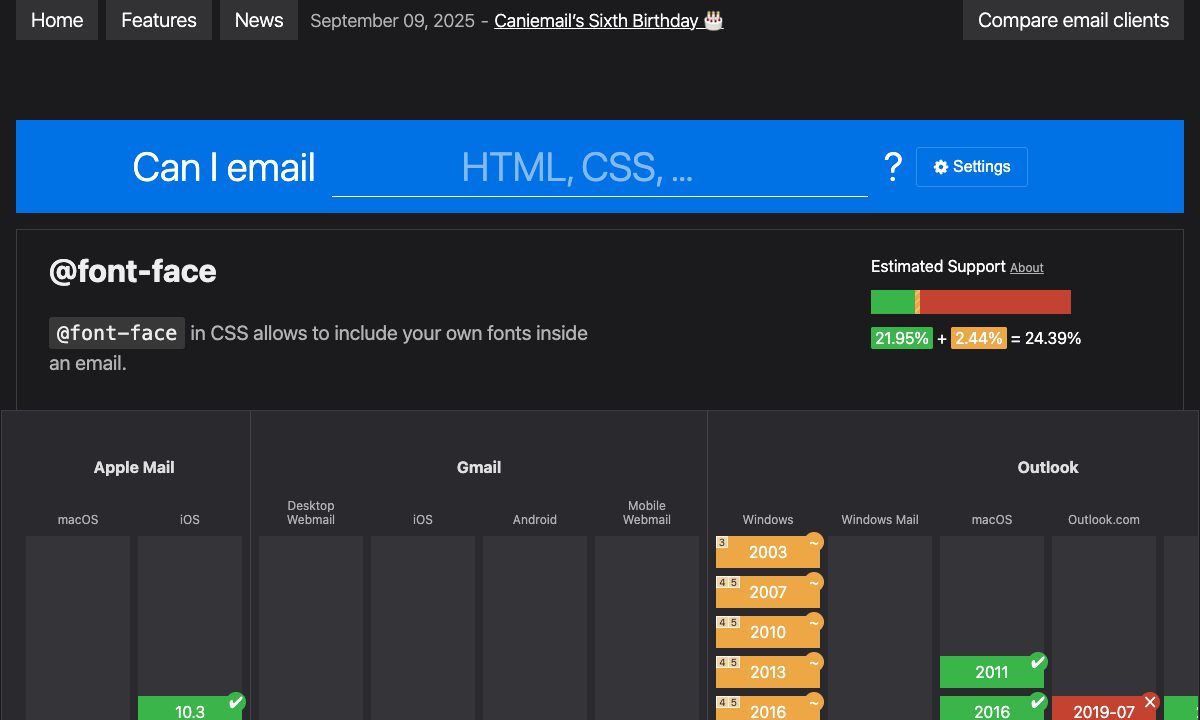 Home Features News September 09, 2025 - Caniemail's Sixth Birthday 🎂 Compare email clients
Can I email HTML, CSS, ... ? Settings
@font-face
@font-face in CSS allows to include your own fonts inside
an email.
Estimated Support About
21.95% + 2.44% = 24.39%
Apple Mail Gmail Outlook
macOS iOS Desktop Webmail iOS Android Mobile Webmail Windows Windows Mail macOS Outlook.com
3 2003 ~
4 5 2007 ~
4 5 2010 ~
4 5 2013 ~ 2011 ✔
10.3 ✔ 4 5 2016 ~ 2016 ✔ 2019-07 ✕